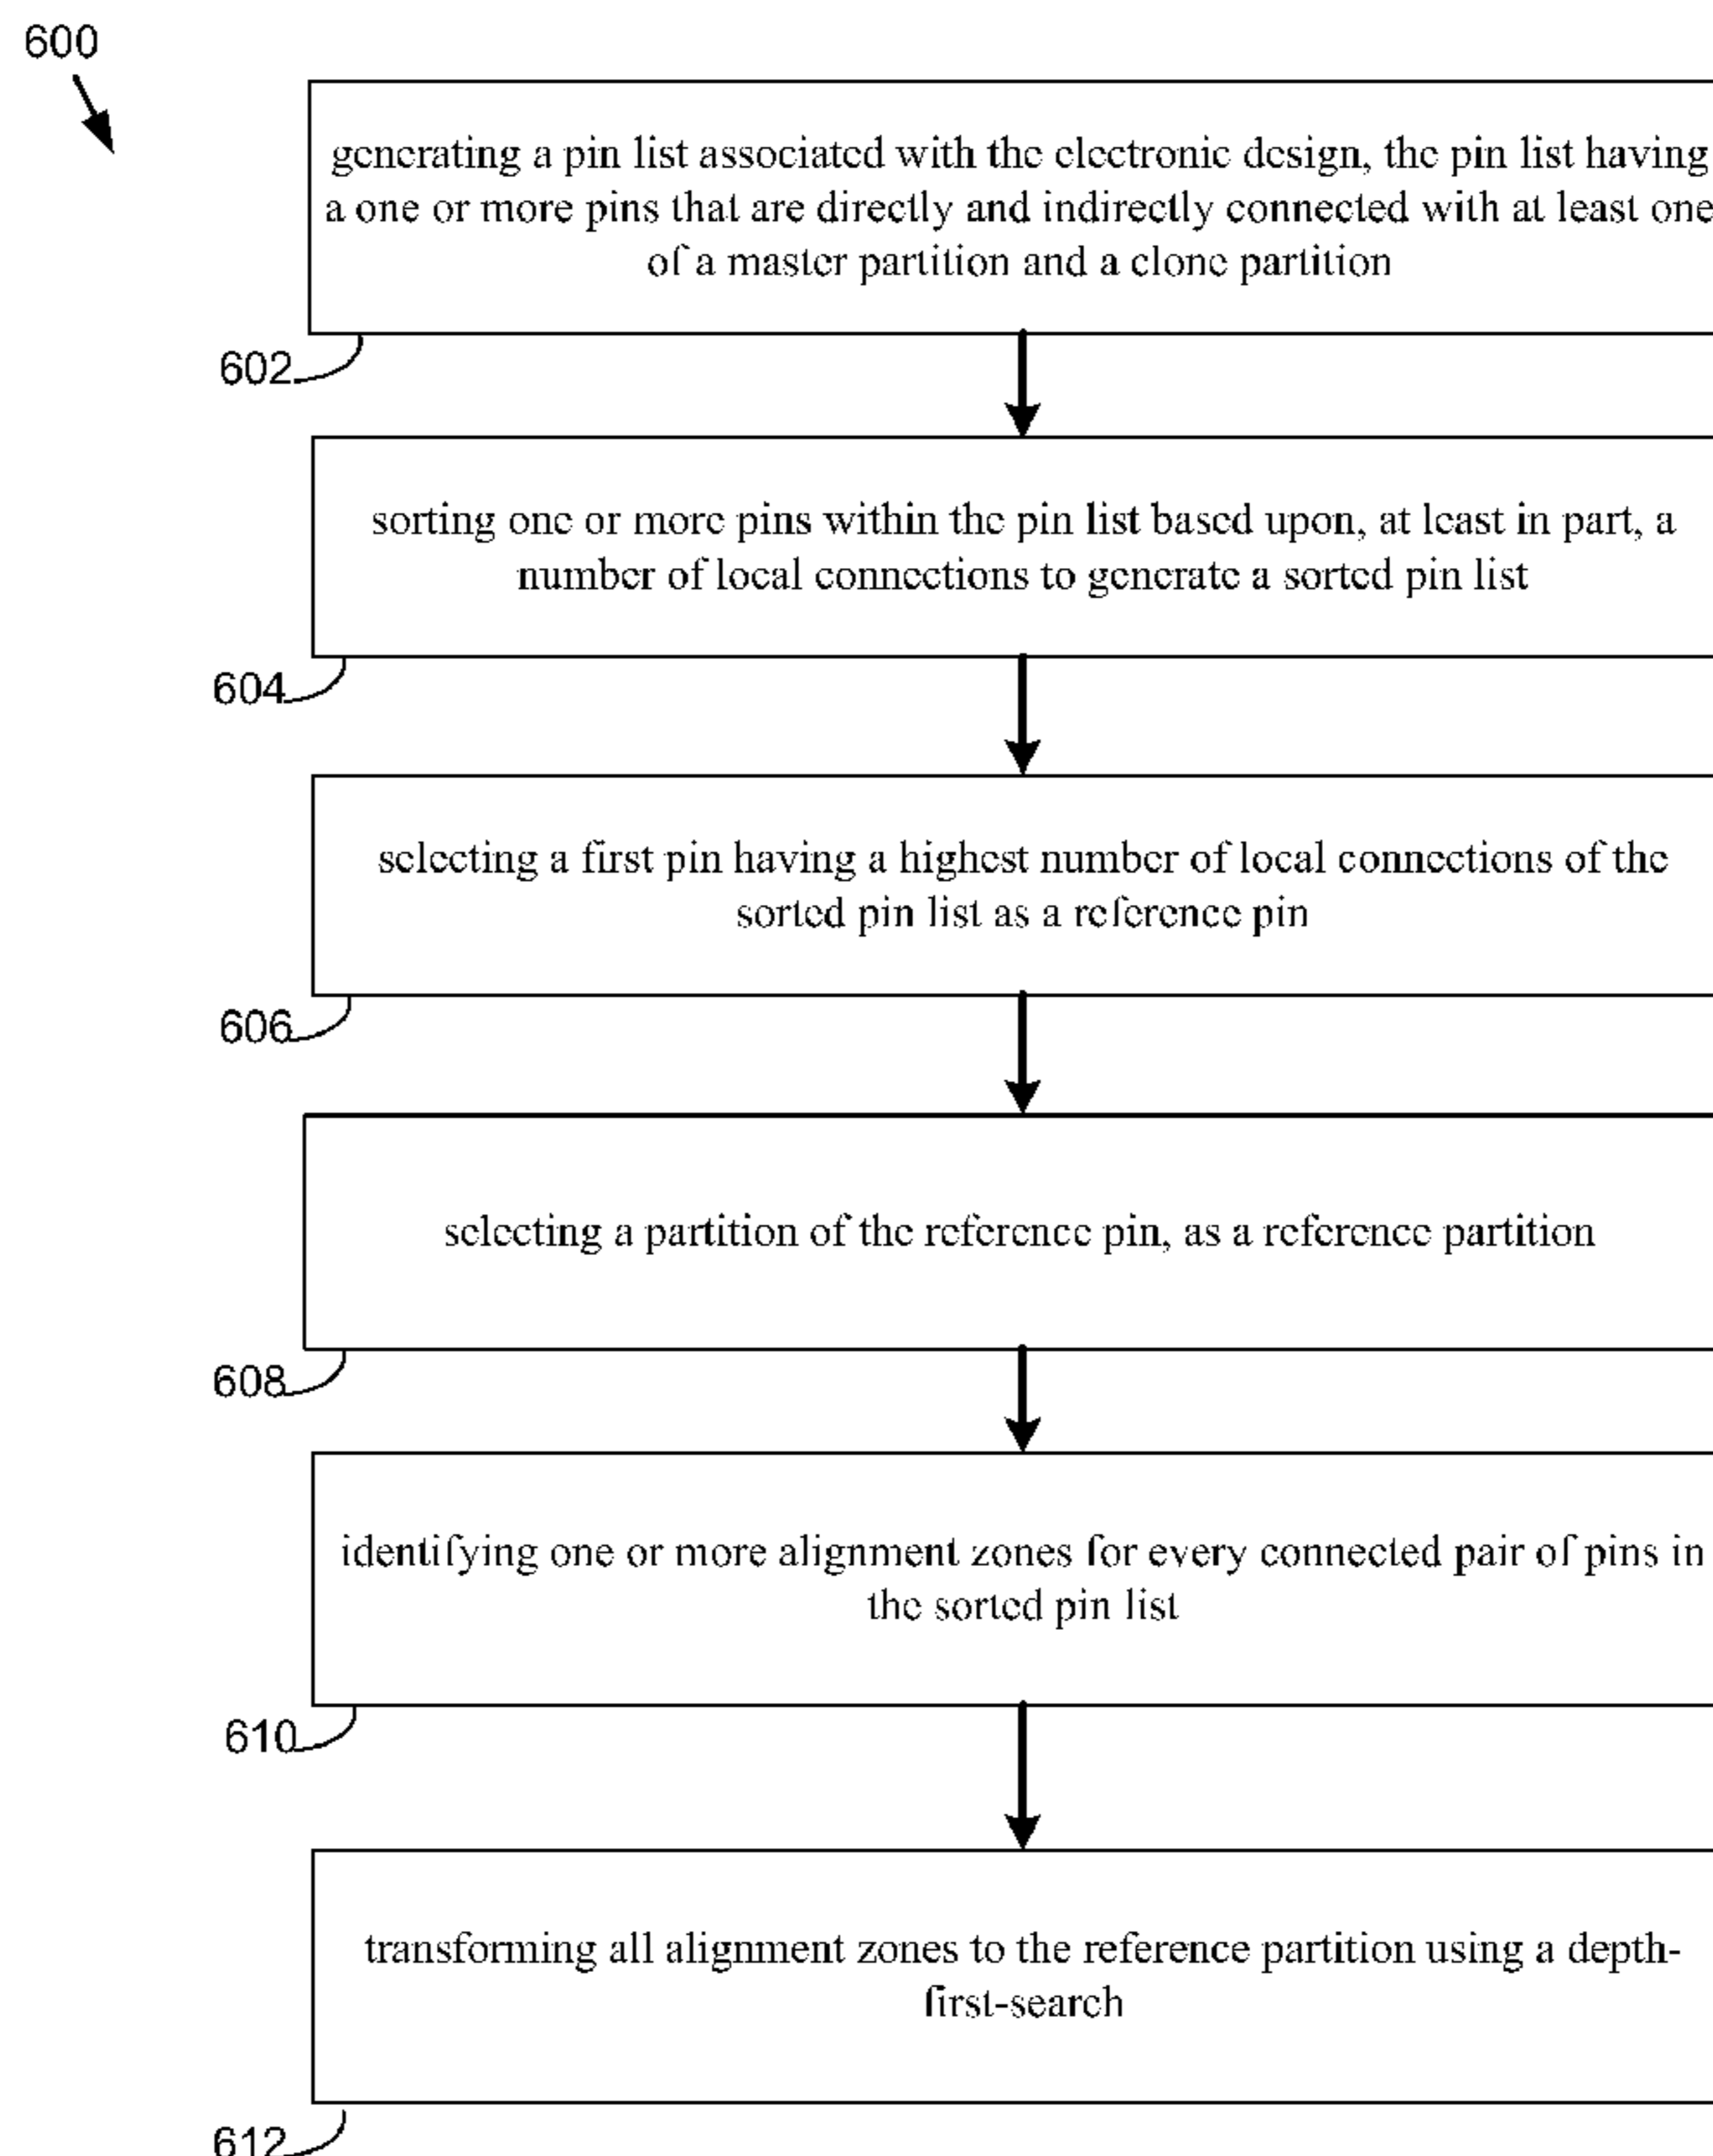 600
generating a pin list associated with the electronic design, the pin list having
a one or more pins that are directly and indirectly connected with at least one
of a master partition and a clone partition
602
sorting one or more pins within the pin list based upon, at least in part, a
number of local connections to generate a sorted pin list
604
selecting a first pin having a highest number of local connections of the
sorted pin list as a reference pin
606
selecting a partition of the reference pin, as a reference partition
608
identifying one or more alignment zones for every connected pair of pins in
the sorted pin list
610
transforming all alignment zones to the reference partition using a depth-
first-search
612